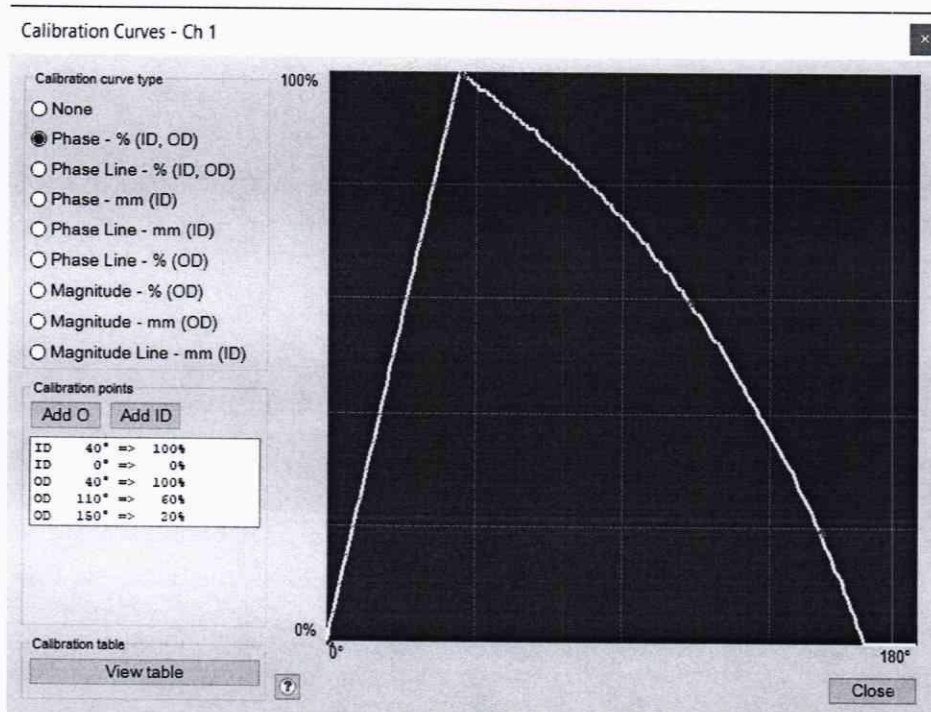 Calibration Curves - Ch 1
×
Calibration curve type
None
Phase - % (ID, OD)
Phase Line - % (ID, OD)
Phase - mm (ID)
Phase Line - mm (ID)
Phase Line - % (OD)
Magnitude - % (OD)
Magnitude - mm (OD)
Magnitude Line - mm (ID)
Calibration points
Add O Add ID
ID 40° => 100%
ID 0° => 0%
OD 40° => 100%
OD 110° => 60%
OD 150° => 20%
Calibration table
View table
?
100%
0%
0° 180°
Close